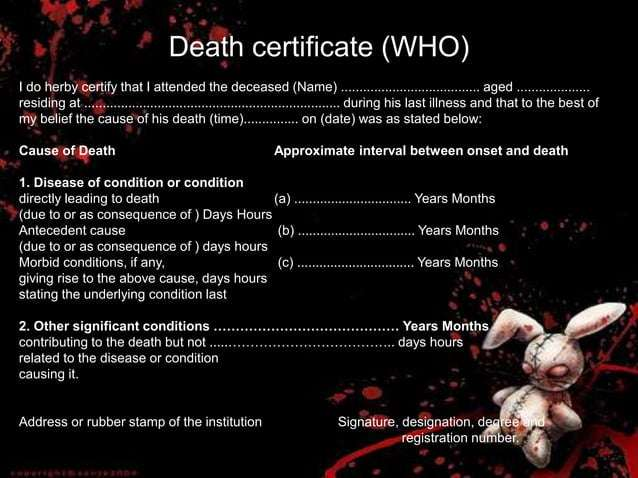 Death certificate (WHO)
I do herby certify that I attended the deceased (Name) ...................................... aged ....................
residing at ...................................................................... during his last illness and that to the best of
my belief the cause of his death (time)............... on (date) was as stated below:
Cause of Death Approximate interval between onset and death
1. Disease of condition or condition
directly leading to death (a) ................................ Years Months
(due to or as consequence of ) Days Hours
Antecedent cause (b) ................................ Years Months
(due to or as consequence of ) days hours
Morbid conditions, if any, (c) ................................ Years Months
giving rise to the above cause, days hours
stating the underlying condition last
2. Other significant conditions …………………………………… Years Months
contributing to the death but not .....……………………………….. days hours
related to the disease or condition
causing it.
Address or rubber stamp of the institution Signature, designation, degree and
registration number.